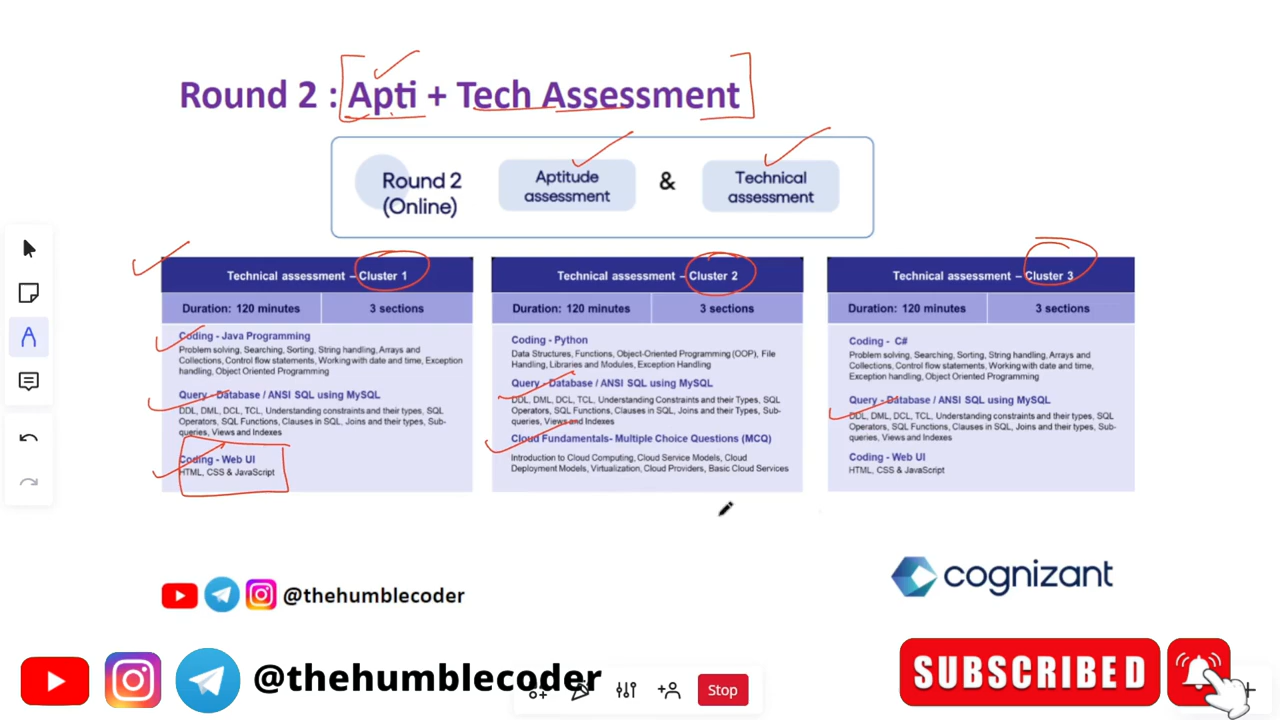 Round 2 : Apti + Tech Assessment
Round 2
(Online)
Aptitude
assessment
&
Technical
assessment
Technical assessment – Cluster 1
Duration: 120 minutes
3 sections
Coding - Java Programming
Problem solving, Searching, Sorting, String handling, Arrays and
Collections, Control flow statements, Working with date and time, Exception
handling, Object Oriented Programming
Query - Database / ANSI SQL using MySQL
DDL, DML, DCL, TCL, Understanding constraints and their types, SQL
Operators, SQL Functions, Clauses in SQL, Joins and their types, Sub-
queries, Views and Indexes
Coding - Web UI
HTML, CSS & JavaScript
Technical assessment – Cluster 2
Duration: 120 minutes
3 sections
Coding - Python
Data Structures, Functions, Object-Oriented Programming (OOP), File
Handling, Libraries and Modules, Exception Handling
Query - Database / ANSI SQL using MySQL
DDL, DML, DCL, TCL, Understanding Constraints and their Types, SQL
Operators, SQL Functions, Clauses in SQL, Joins and their Types, Sub-
queries, Views and Indexes
Cloud Fundamentals- Multiple Choice Questions (MCQ)
Introduction to Cloud Computing, Cloud Service Models, Cloud
Deployment Models, Virtualization, Cloud Providers, Basic Cloud Services
Technical assessment – Cluster 3
Duration: 120 minutes
3 sections
Coding - C#
Problem solving, Searching, Sorting, String handling, Arrays and
Collections, Control flow statements, Working with date and time,
Exception handling, Object Oriented Programming
Query - Database / ANSI SQL using MySQL
DDL, DML, DCL, TCL, Understanding constraints and their types, SQL
Operators, SQL Functions, Clauses in SQL, Joins and their types, Sub-
queries, Views and Indexes
Coding - Web UI
HTML, CSS & JavaScript
@thehumblecoder
cognizant
@thehumblecoder
Stop
SUBSCRIBED